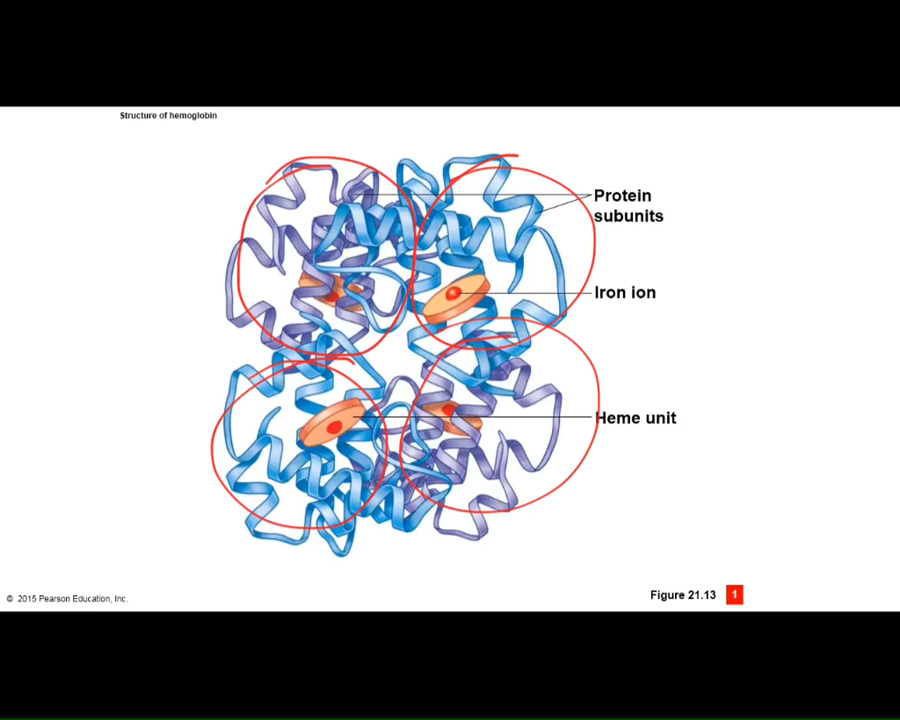 Structure of hemoglobin
Protein
subunits
Iron ion
Heme unit
© 2015 Pearson Education, Inc.
Figure 21.13 1